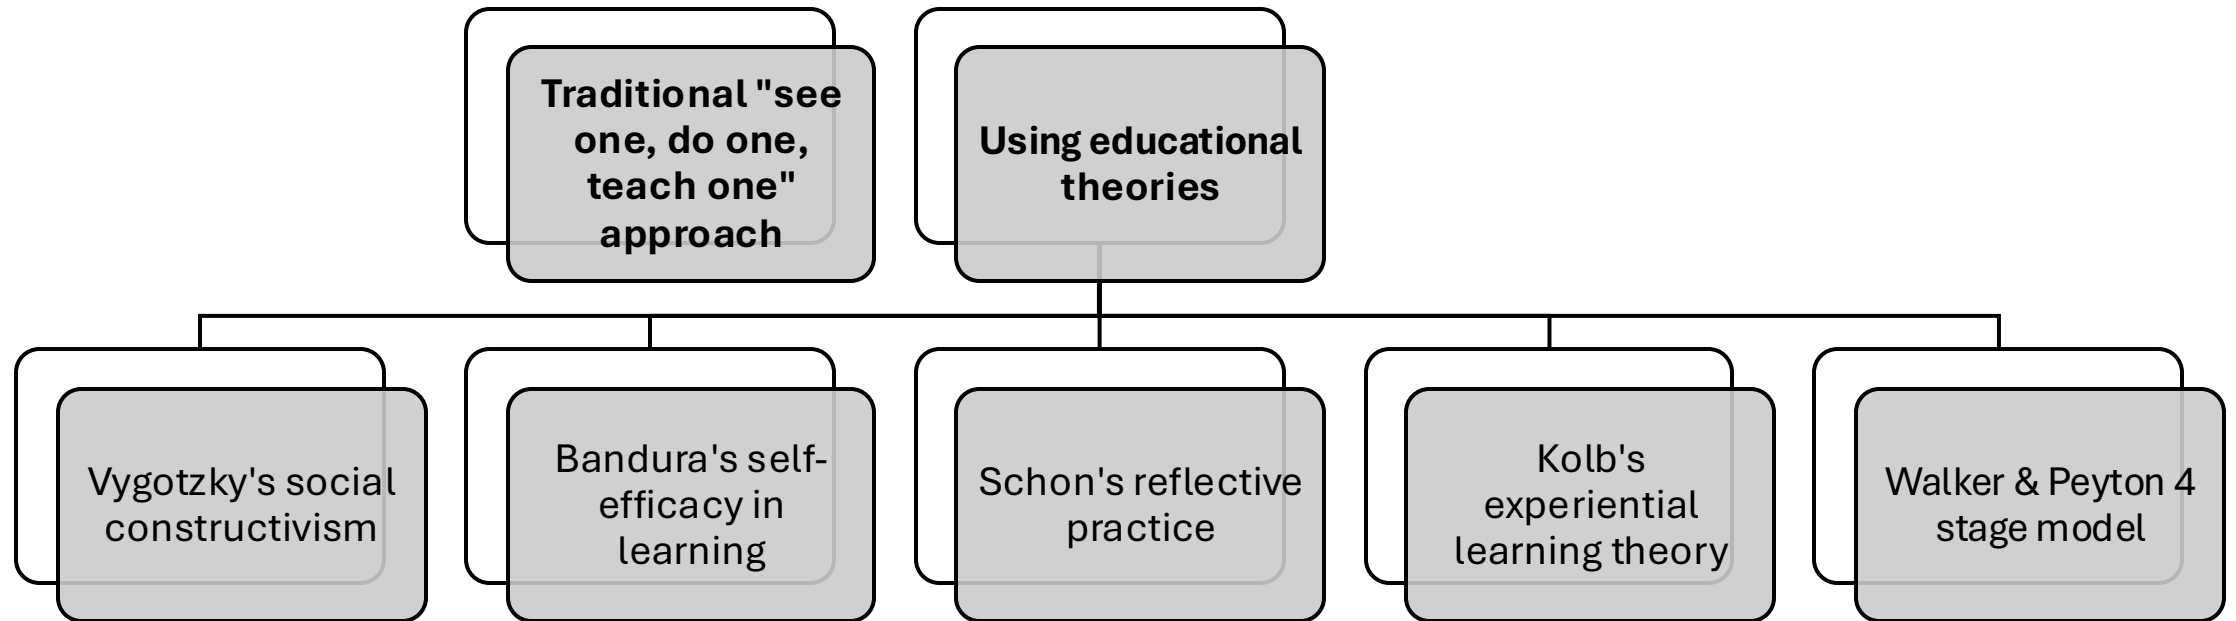 Traditional "see
one, do one,
teach one"
approach
Using educational
theories
Vygotzky's social
constructivism
Bandura's self-
efficacy in
learning
Schon's reflective
practice
Kolb's
experiential
learning theory
Walker & Peyton 4
stage model